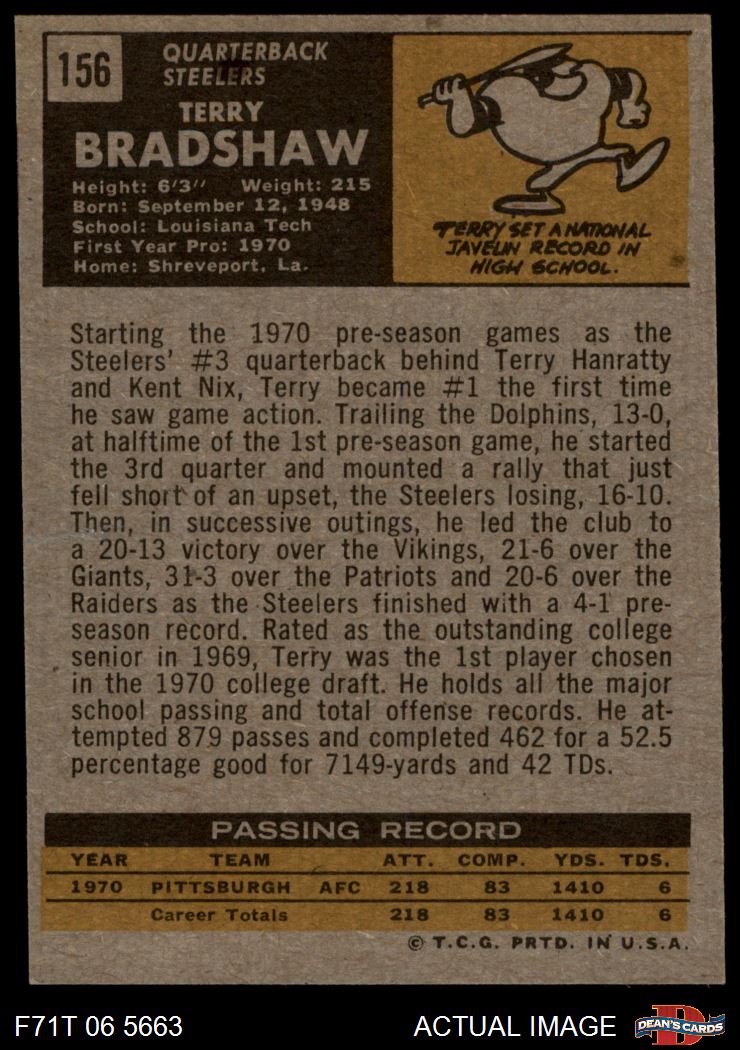 156
QUARTERBACK
STEELERS
TERRY
BRADSHAW
Height: 6'3" Weight: 215
Born: September 12, 1948
School: Louisiana Tech
First Year Pro: 1970
Home: Shreveport, La.
TERRY SET A NATIONAL
JAVELIN RECORD IN
HIGH SCHOOL.
Starting the 1970 pre-season games as the
Steelers' #3 quarterback behind Terry Hanratty
and Kent Nix, Terry became #1 the first time
he saw game action. Trailing the Dolphins, 13-0,
at halftime of the 1st pre-season game, he started
the 3rd quarter and mounted a rally that just
fell short of an upset, the Steelers losing, 16-10.
Then, in successive outings, he led the club to
a 20-13 victory over the Vikings, 21-6 over the
Giants, 31-3 over the Patriots and 20-6 over the
Raiders as the Steelers finished with a 4-1 pre-
season record. Rated as the outstanding college
senior in 1969, Terry was the 1st player chosen
in the 1970 college draft. He holds all the major
school passing and total offense records. He at-
tempted 879 passes and completed 462 for a 52.5
percentage good for 7149-yards and 42 TDs.
PASSING RECORD
YEAR TEAM ATT. COMP. YDS. TDS.
1970 PITTSBURGH AFC 218 83 1410 6
Career Totals 218 83 1410 6
© T.C.G. PRTD. IN U.S.A.
F71T 06 5663 ACTUAL IMAGE D DEAN'S CARDS